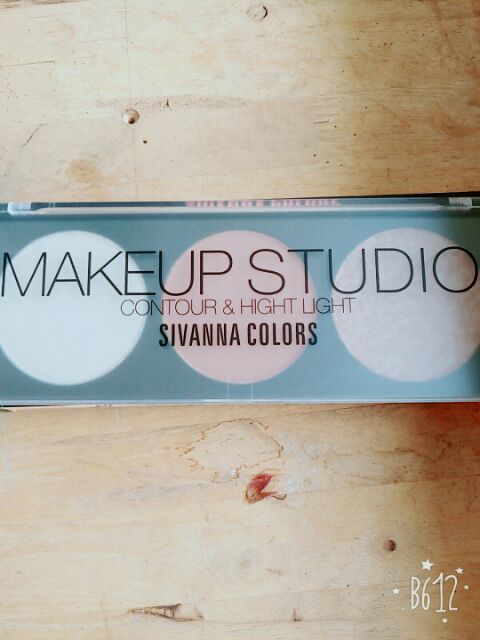 MAKEUP STUDIO
CONTOUR & HIGHT LIGHT
SIVANNA COLORS
B612